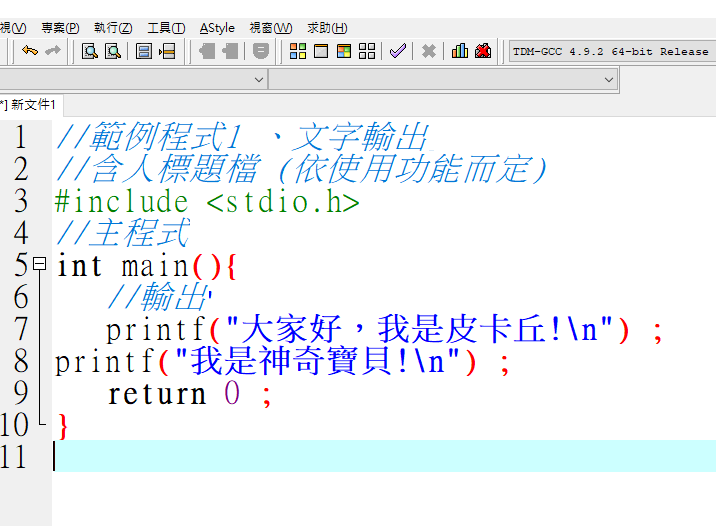 視(V) 專案(P) 執行(Z) 工具(T) AStyle 視窗(W) 求助(H)
TDM-GCC 4.9.2 64-bit Release
*] 新文件1
1 //範例程式1 、文字輸出
2 //含人標題檔 (依使用功能而定)
3 #include <stdio.h>
4 //主程式
5 int main(){
6 //輸出'
7 printf("大家好，我是皮卡丘!\n") ;
8 printf("我是神奇寶貝!\n") ;
9 return 0 ;
10 }
11